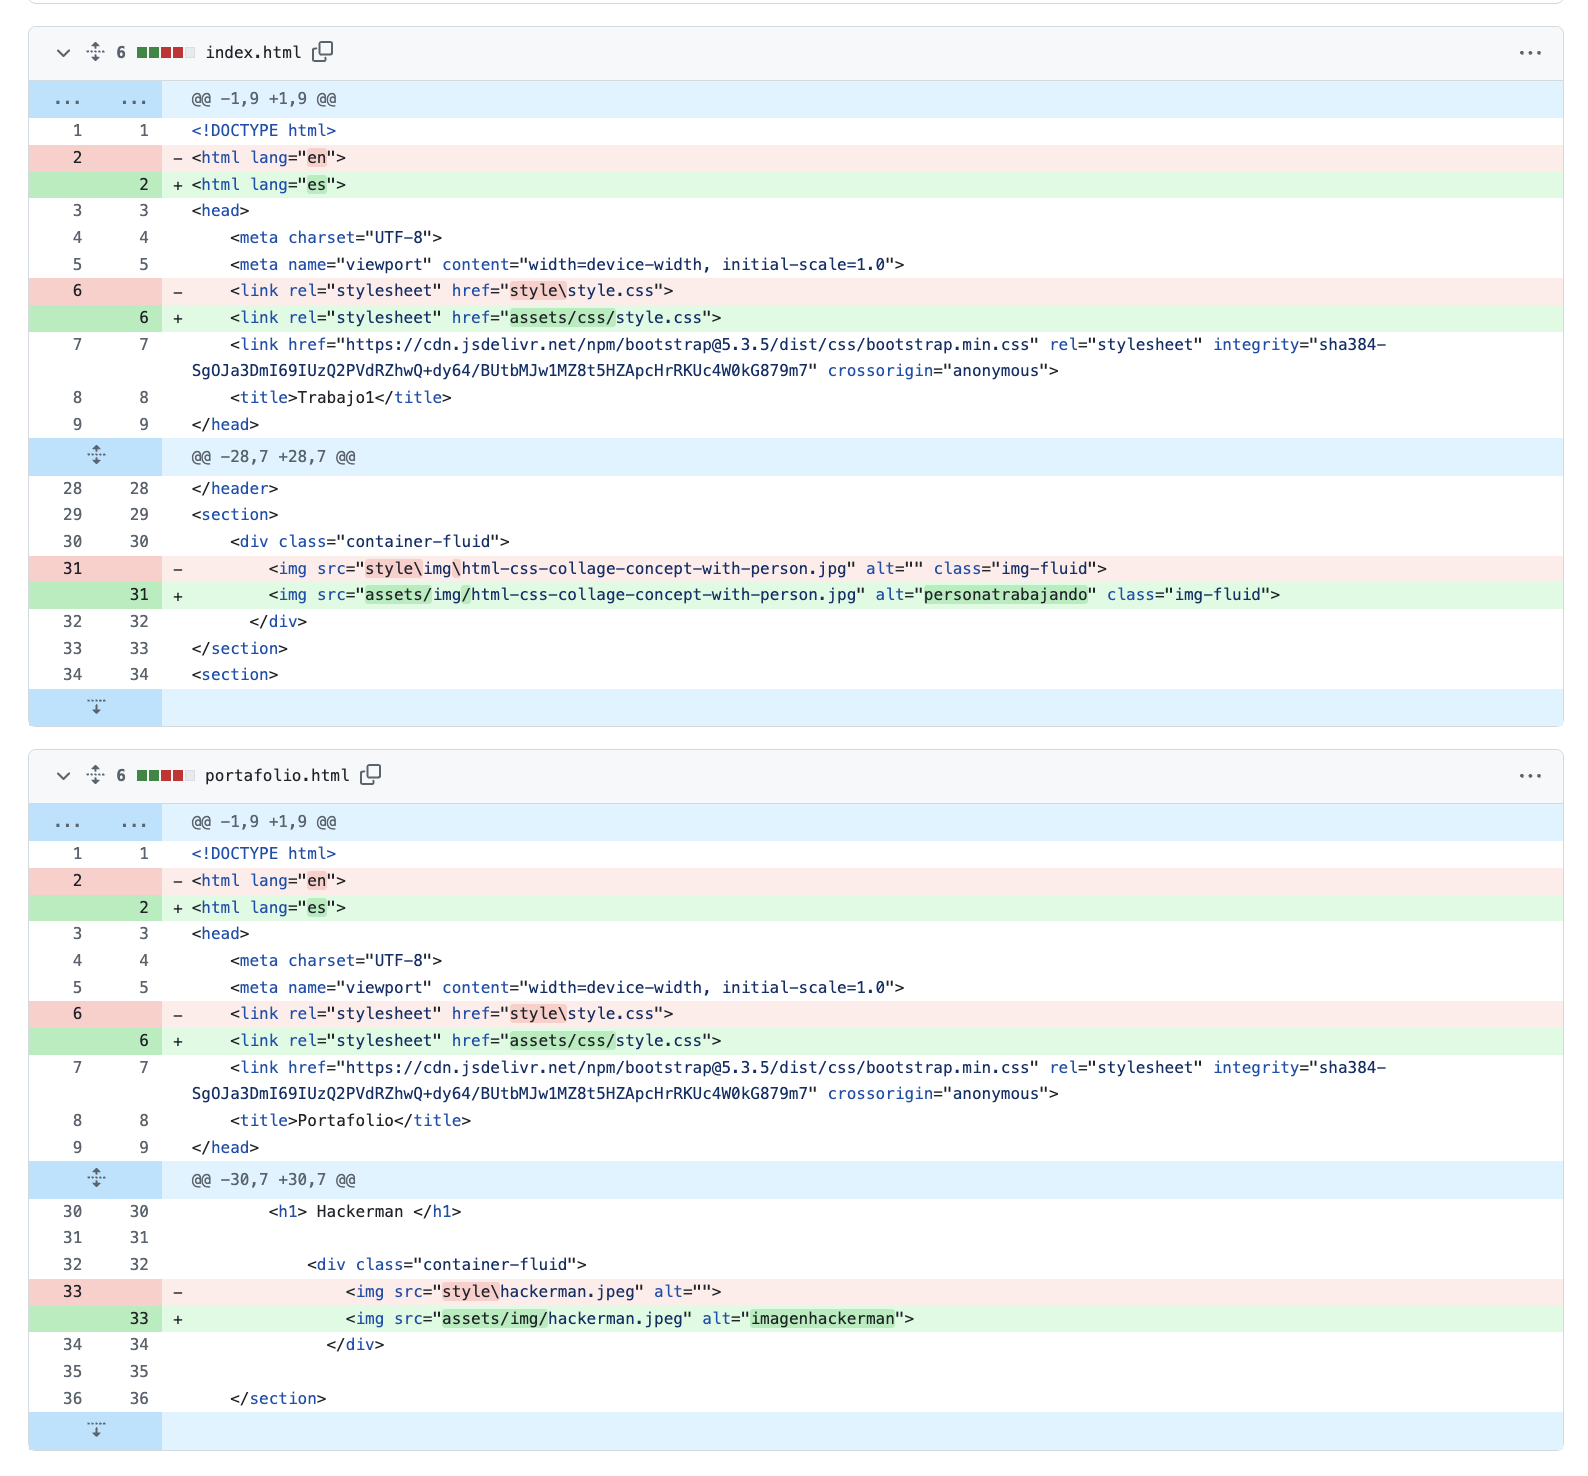 6 index.html
... ... @@ -1,9 +1,9 @@
1 1 <!DOCTYPE html>
2 - <html lang="en">
2 + <html lang="es">
3 3 <head>
4 4 <meta charset="UTF-8">
5 5 <meta name="viewport" content="width=device-width, initial-scale=1.0">
6 - <link rel="stylesheet" href="style\style.css">
6 + <link rel="stylesheet" href="assets/css/style.css">
7 7 <link href="https://cdn.jsdelivr.net/npm/bootstrap@5.3.5/dist/css/bootstrap.min.css" rel="stylesheet" integrity="sha384-
SgOJa3DmI69IUzQ2PVdRZhwQ+dy64/BUtbMJw1MZ8t5HZApcHrRKUc4W0kG879m7" crossorigin="anonymous">
8 8 <title>Trabajo1</title>
9 9 </head>
@@ -28,7 +28,7 @@
28 28 </header>
29 29 <section>
30 30 <div class="container-fluid">
31 - <img src="style\img\html-css-collage-concept-with-person.jpg" alt="" class="img-fluid">
31 + <img src="assets/img/html-css-collage-concept-with-person.jpg" alt="personatrabajando" class="img-fluid">
32 32 </div>
33 33 </section>
34 34 <section>
6 portafolio.html
... ... @@ -1,9 +1,9 @@
1 1 <!DOCTYPE html>
2 - <html lang="en">
2 + <html lang="es">
3 3 <head>
4 4 <meta charset="UTF-8">
5 5 <meta name="viewport" content="width=device-width, initial-scale=1.0">
6 - <link rel="stylesheet" href="style\style.css">
6 + <link rel="stylesheet" href="assets/css/style.css">
7 7 <link href="https://cdn.jsdelivr.net/npm/bootstrap@5.3.5/dist/css/bootstrap.min.css" rel="stylesheet" integrity="sha384-
SgOJa3DmI69IUzQ2PVdRZhwQ+dy64/BUtbMJw1MZ8t5HZApcHrRKUc4W0kG879m7" crossorigin="anonymous">
8 8 <title>Portafolio</title>
9 9 </head>
@@ -30,7 +30,7 @@
30 30 <h1> Hackerman </h1>
31 31
32 32 <div class="container-fluid">
33 - <img src="style\hackerman.jpeg" alt="">
33 + <img src="assets/img/hackerman.jpeg" alt="imagenhackerman">
34 34 </div>
35 35
36 36 </section>